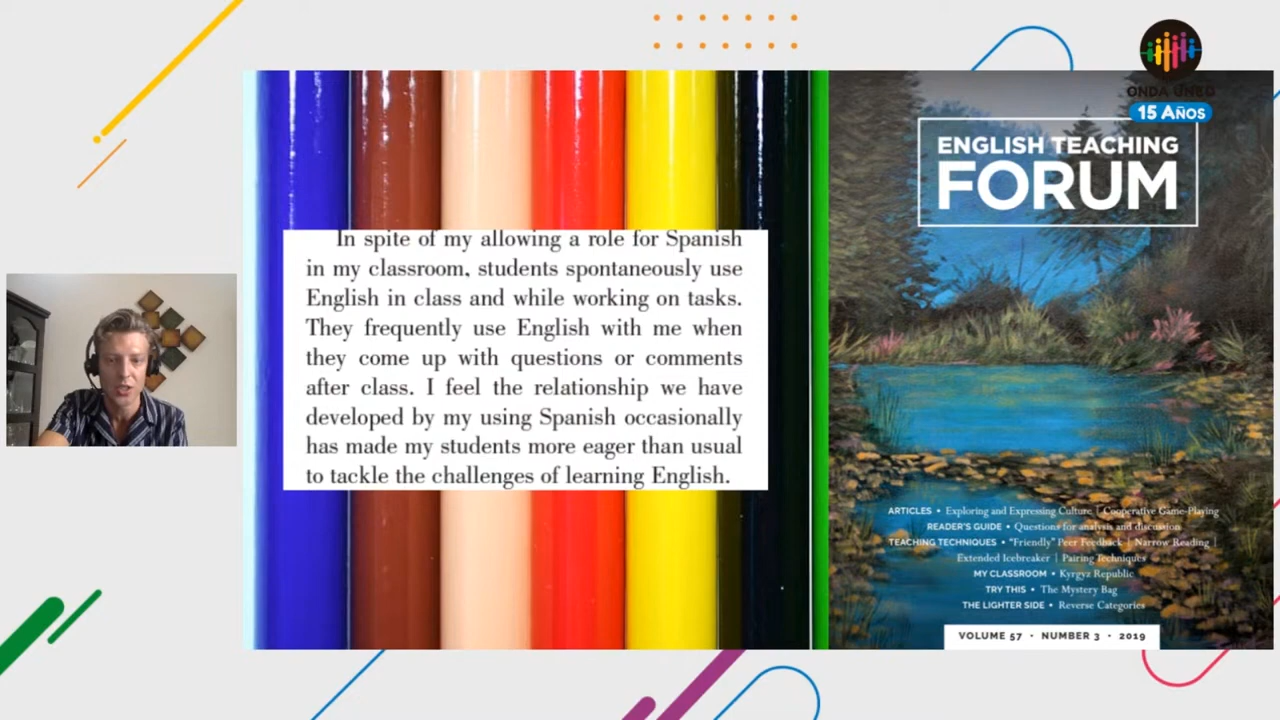 ONDA UNED
15 AÑOS
In spite of my allowing a role for Spanish
in my classroom, students spontaneously use
English in class and while working on tasks.
They frequently use English with me when
they come up with questions or comments
after class. I feel the relationship we have
developed by my using Spanish occasionally
has made my students more eager than usual
to tackle the challenges of learning English.
ENGLISH TEACHING
FORUM
ARTICLES • Exploring and Expressing Culture | Cooperative Game-Playing
READER'S GUIDE • Questions for analysis and discussion
TEACHING TECHNIQUES • "Friendly" Peer Feedback | Narrow Reading |
Extended Icebreaker | Pairing Techniques
MY CLASSROOM • Kyrgyz Republic
TRY THIS • The Mystery Bag
THE LIGHTER SIDE • Reverse Categories
VOLUME 57 • NUMBER 3 • 2019